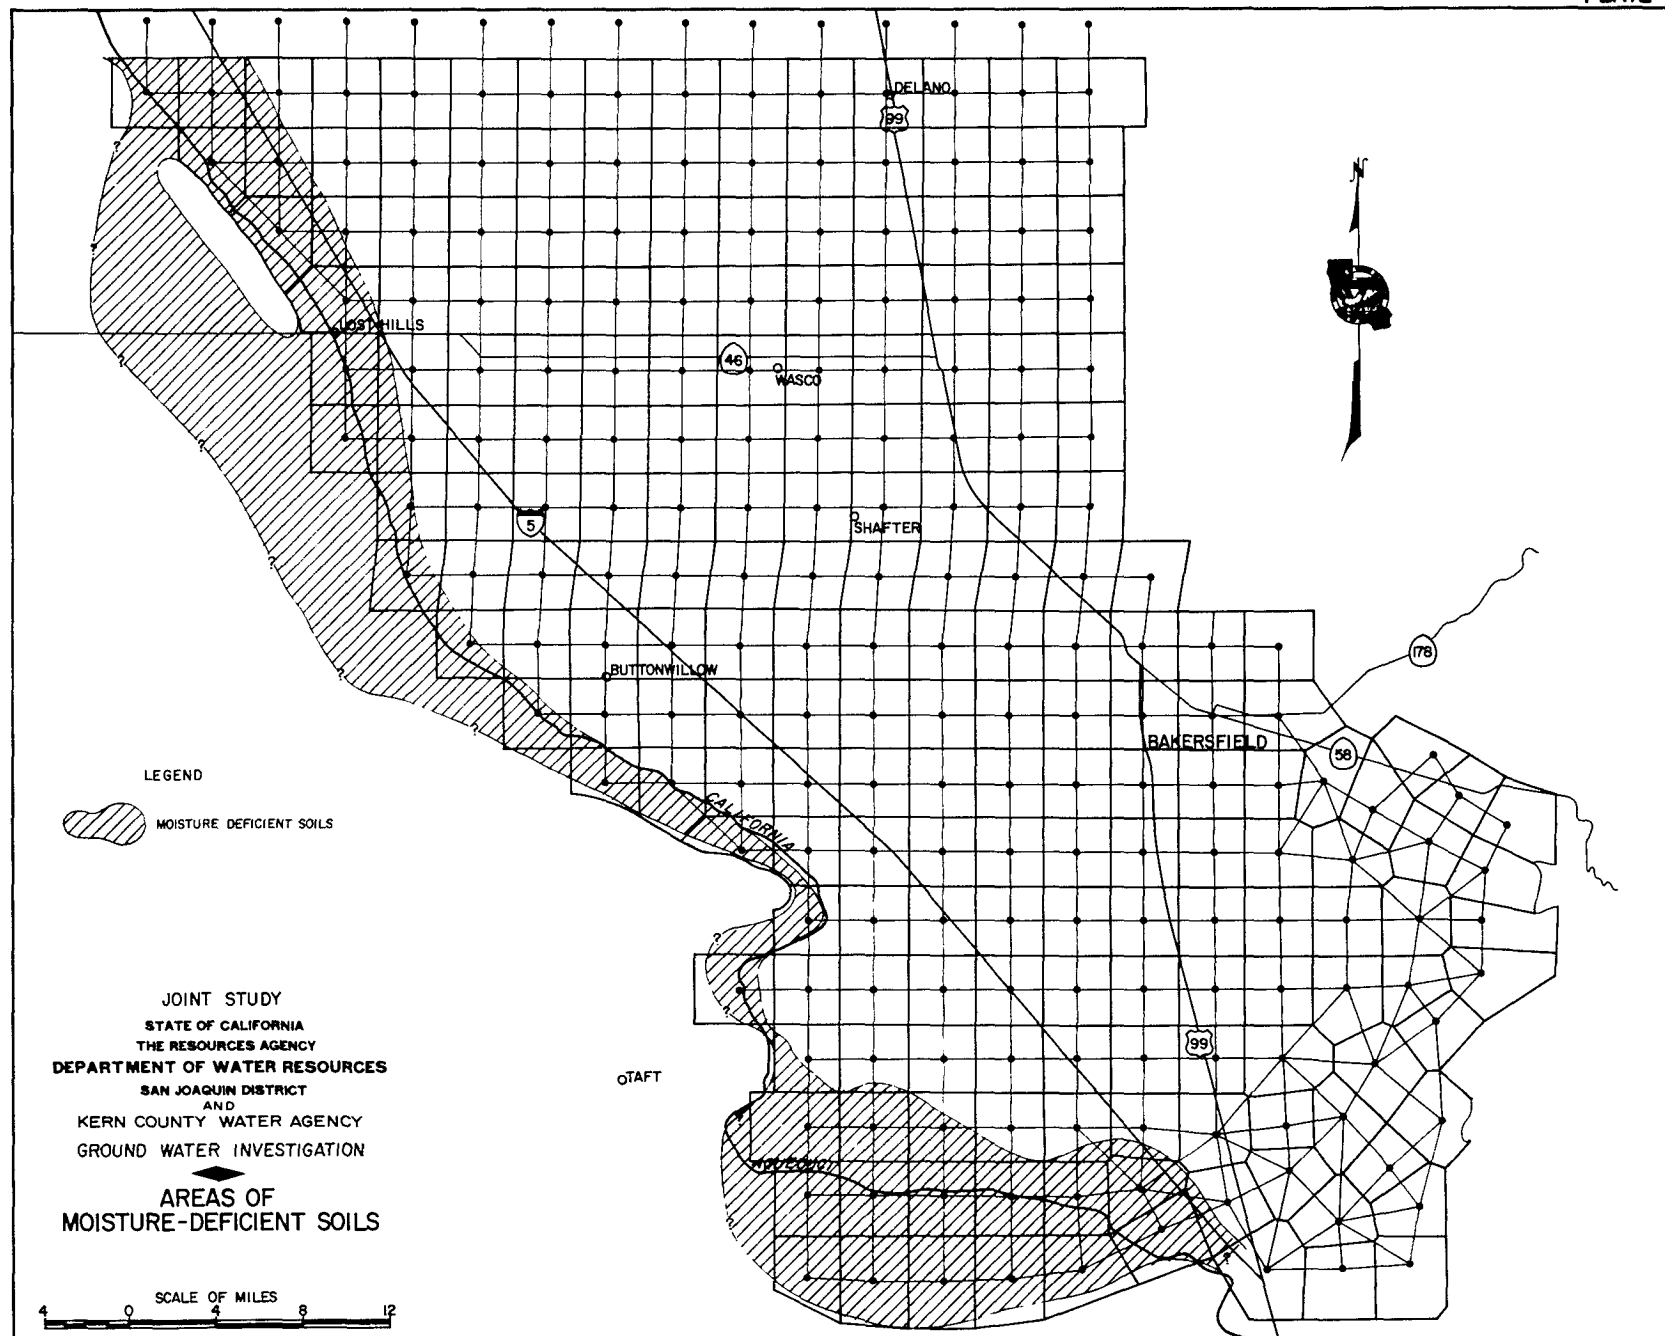 DELANO
99
N
LOST HILLS
46
WASCO
5
SHAFTER
178
BUTTONWILLOW
BAKERSFIELD
58
LEGEND
MOISTURE DEFICIENT SOILS
CALIFORNIA
JOINT STUDY
STATE OF CALIFORNIA
THE RESOURCES AGENCY
DEPARTMENT OF WATER RESOURCES
SAN JOAQUIN DISTRICT
AND
KERN COUNTY WATER AGENCY
GROUND WATER INVESTIGATION
AREAS OF
MOISTURE-DEFICIENT SOILS
99
TAFT
AQUEDUCT
SCALE OF MILES
4 0 4 8 12